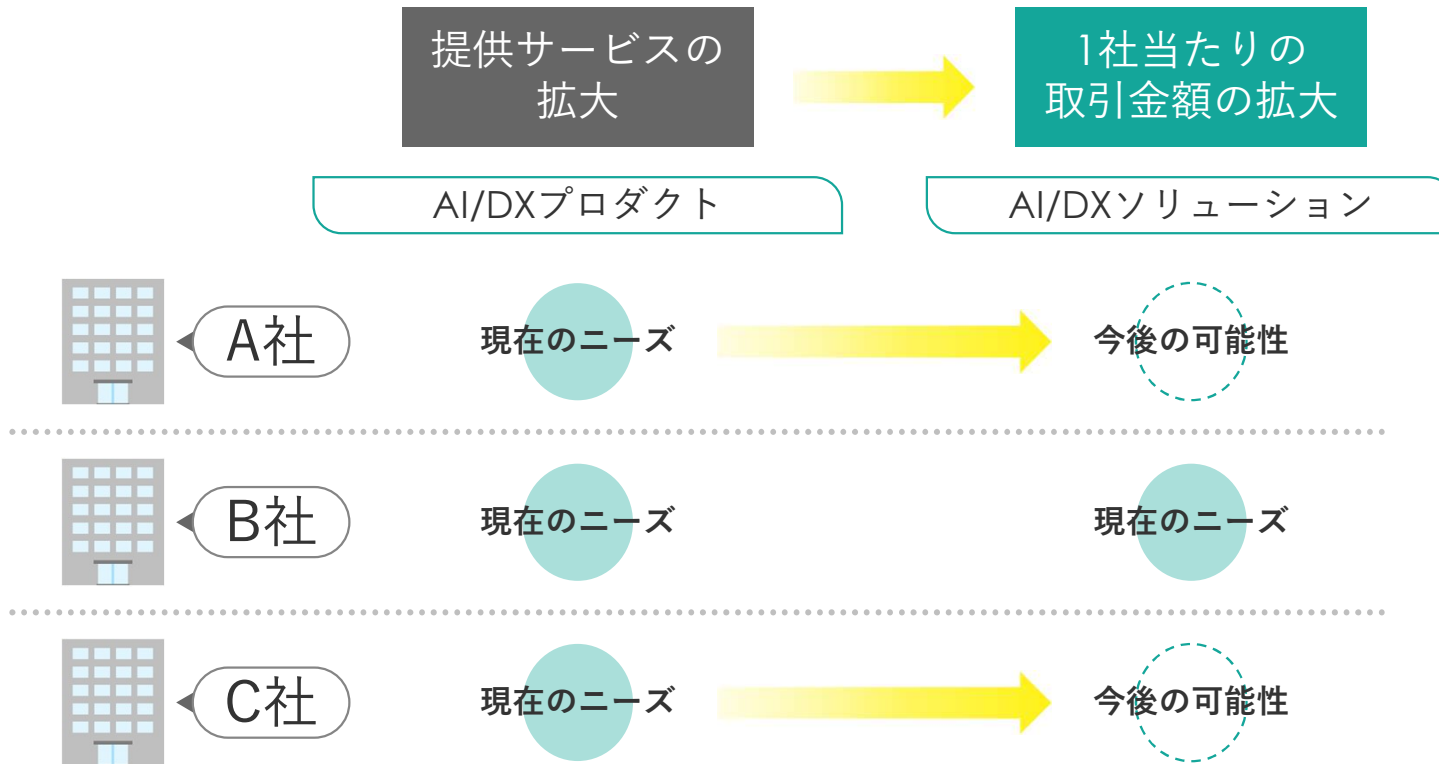 提供サービスの
拡大
1社当たりの
取引金額の拡大
AI/DXプロダクト
AI/DXソリューション
A社
現在のニーズ
今後の可能性
B社
現在のニーズ
現在のニーズ
C社
現在のニーズ
今後の可能性